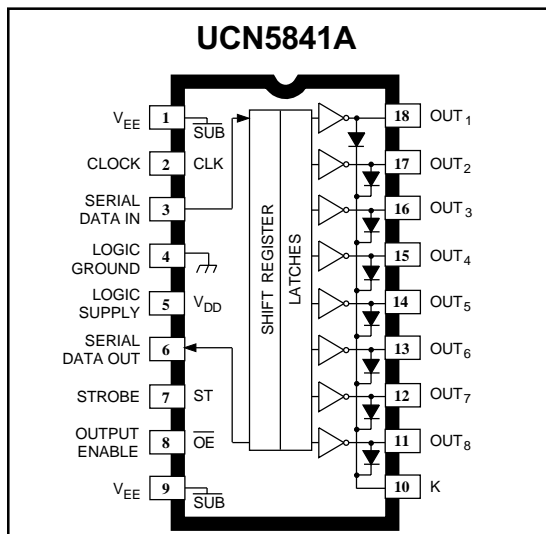 UCN5841A
V_EE 1 SUB
CLOCK 2 CLK
SERIAL
DATA IN 3
LOGIC
GROUND 4
LOGIC
SUPPLY 5 V_DD
SERIAL
DATA OUT 6
STROBE 7 ST
OUTPUT
ENABLE 8 OE
V_EE 9 SUB
SHIFT REGISTER
LATCHES
18 OUT_1
17 OUT_2
16 OUT_3
15 OUT_4
14 OUT_5
13 OUT_6
12 OUT_7
11 OUT_8
10 K